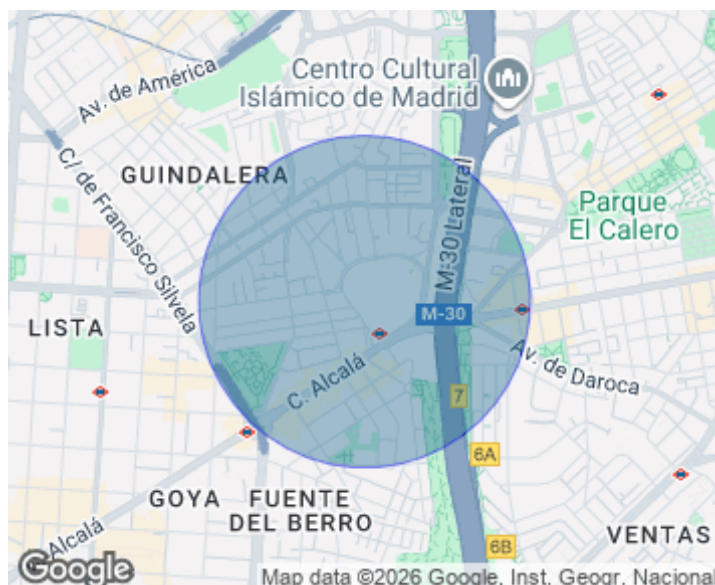 Centro Cultural
Islámico de Madrid
Av. de América
GUINDALERA
C/ de Francisco Silvela
M-30 Lateral
Parque
El Calero
M-30
LISTA
C. Alcalá
Av. de Daroca
7
6A
GOYA
FUENTE
DEL BERRO
VENTAS
6B
Alcalá
Google
Map data ©2026 Google, Inst. Geogr. Nacional